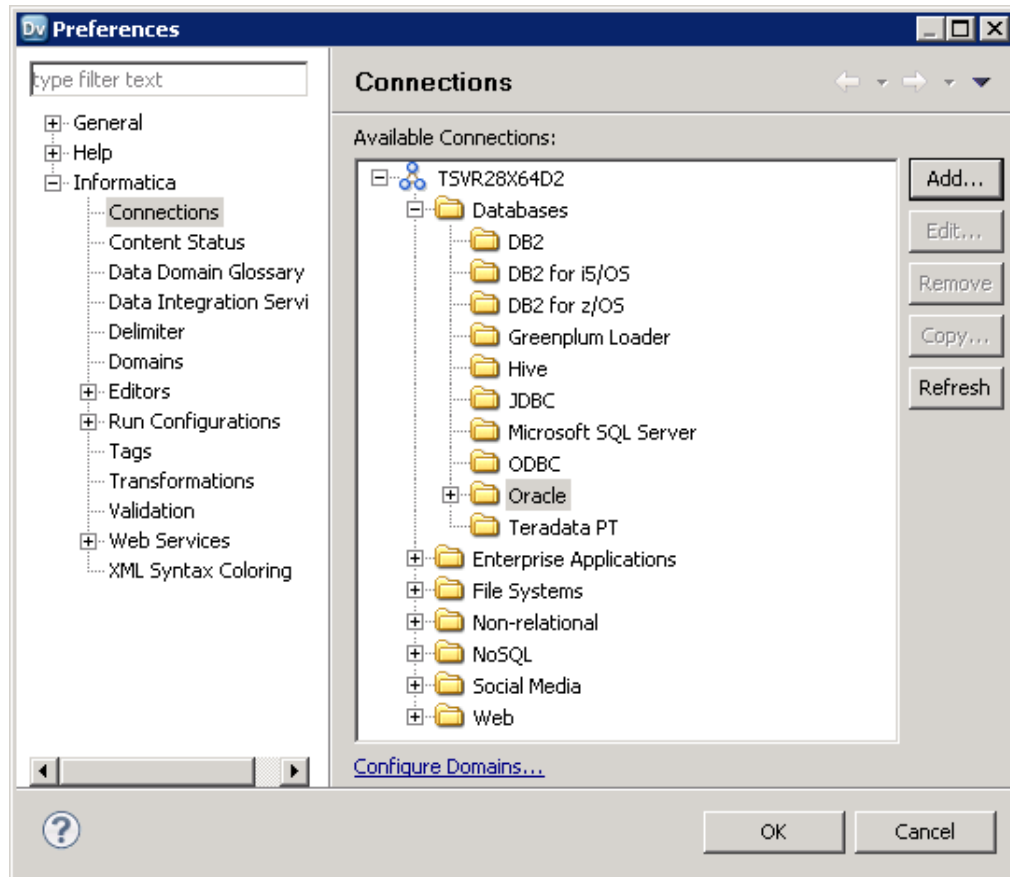 Dv Preferences
type filter text
General
Help
Informatica
Connections
Content Status
Data Domain Glossary
Data Integration Servi
Delimiter
Domains
Editors
Run Configurations
Tags
Transformations
Validation
Web Services
XML Syntax Coloring
Connections
Available Connections:
TSVR28X64D2
Databases
DB2
DB2 for i5/OS
DB2 for z/OS
Greenplum Loader
Hive
JDBC
Microsoft SQL Server
ODBC
Oracle
Teradata PT
Enterprise Applications
File Systems
Non-relational
NoSQL
Social Media
Web
Add...
Edit...
Remove
Copy...
Refresh
Configure Domains...
?
OK
Cancel